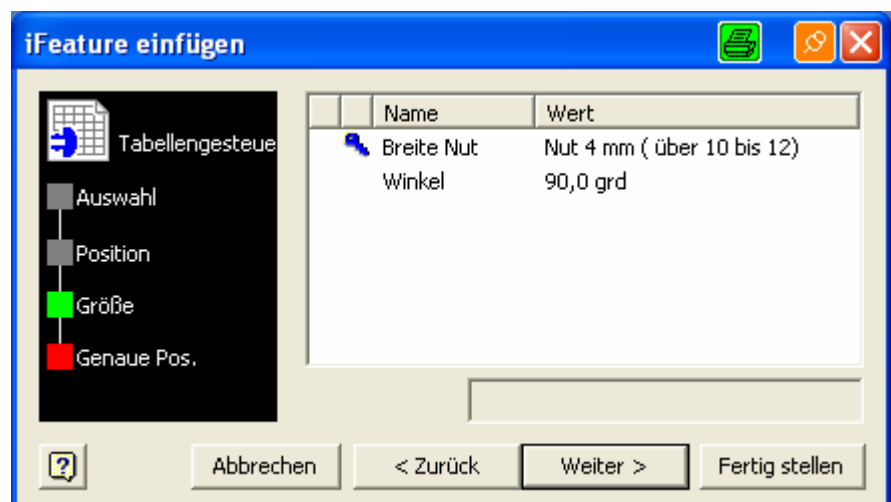 iFeature einfügen
Tabellengesteue
Auswahl
Position
Größe
Genaue Pos.
Name Wert
Breite Nut Nut 4 mm ( über 10 bis 12)
Winkel 90,0 grd
?
Abbrechen < Zurück Weiter > Fertig stellen